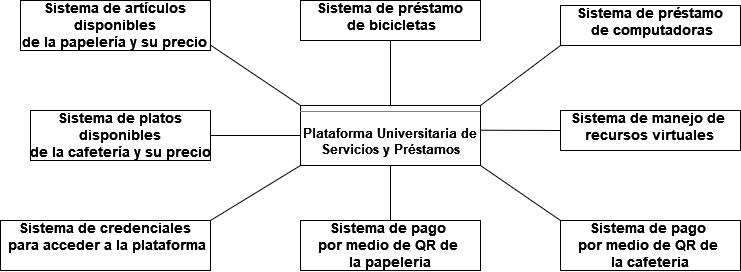 Sistema de artículos
disponibles
de la papelería y su precio
Sistema de préstamo
de bicicletas
Sistema de préstamo
de computadoras
Sistema de platos
disponibles
de la cafetería y su precio
Plataforma Universitaria de
Servicios y Préstamos
Sistema de manejo de
recursos virtuales
Sistema de credenciales
para acceder a la plataforma
Sistema de pago
por medio de QR de
la papeleria
Sistema de pago
por medio de QR de
la cafeteria